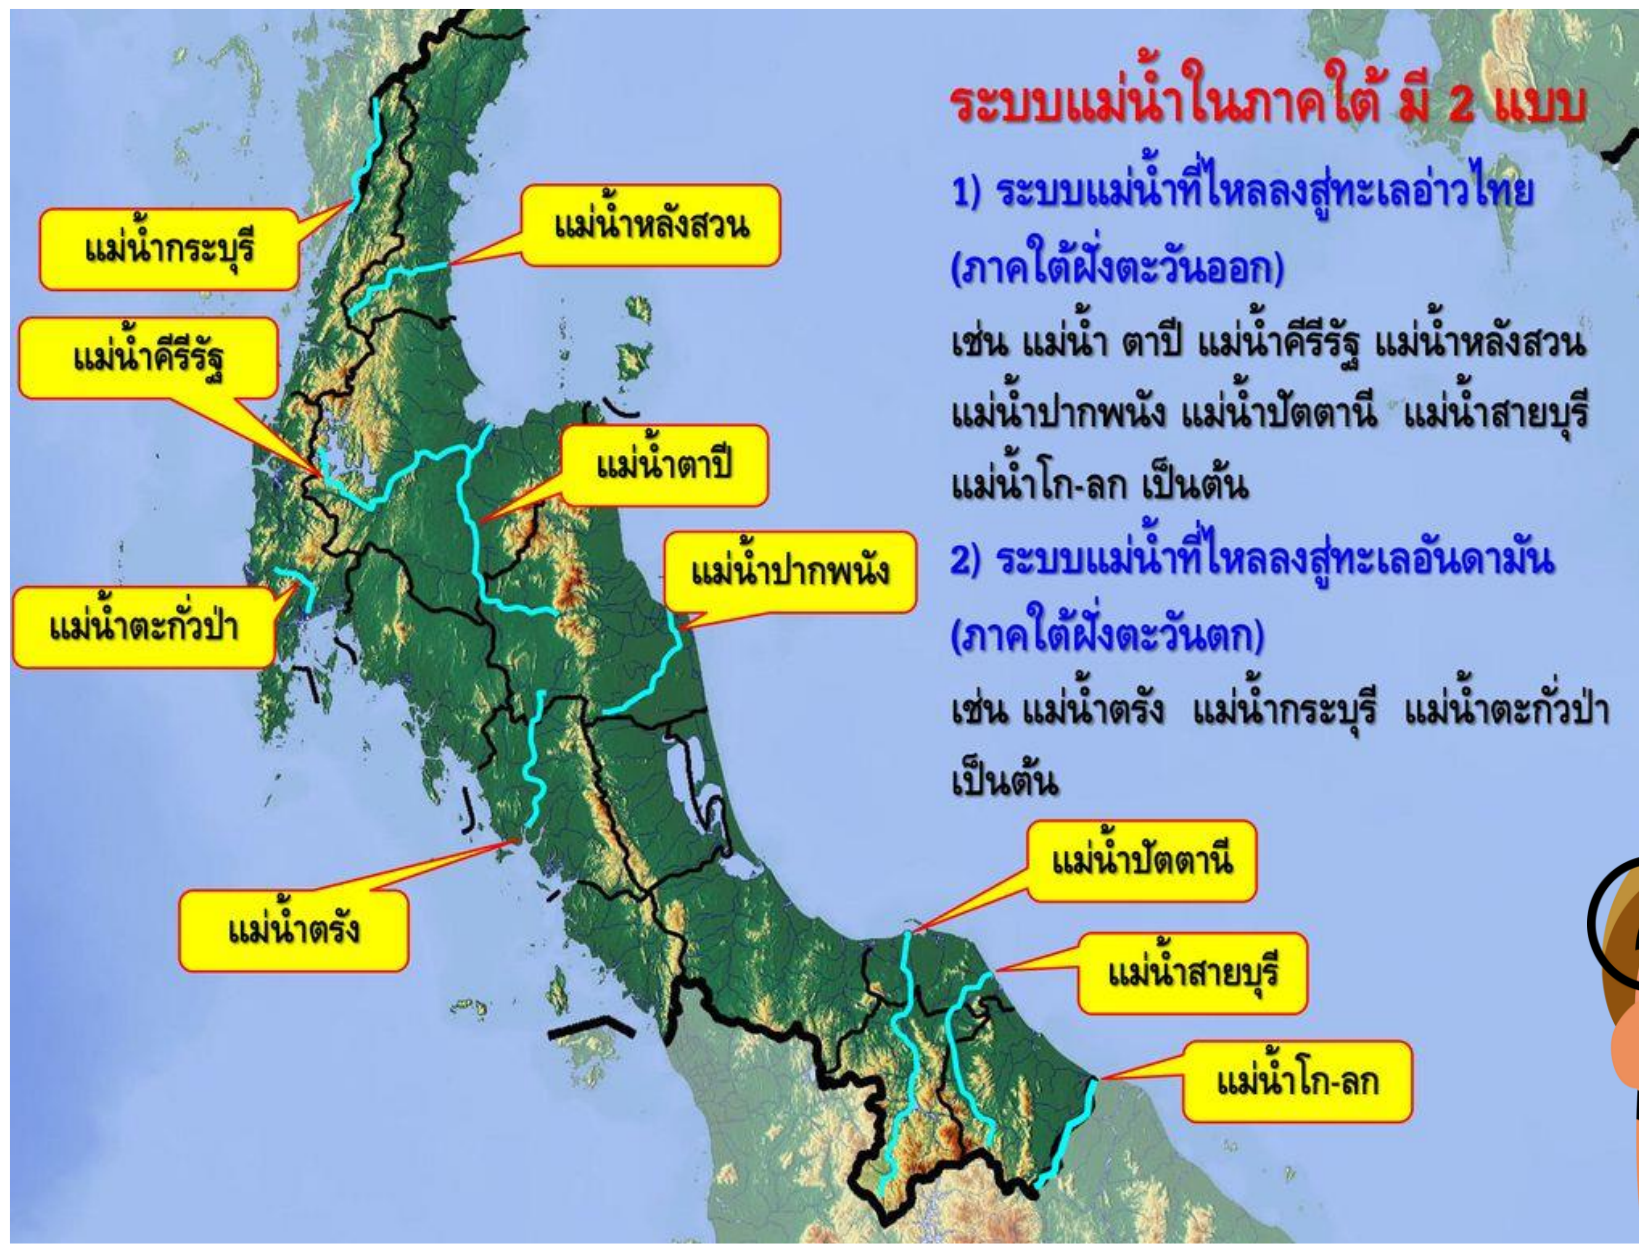 ระบบแม่น้ำในภาคใต้ มี 2 แบบ
1) ระบบแม่น้ำที่ไหลลงสู่ทะเลอ่าวไทย
(ภาคใต้ฝั่งตะวันออก)
เช่น แม่น้ำ ตาปี แม่น้ำคีรีรัฐ แม่น้ำหลังสวน
แม่น้ำปากพนัง แม่น้ำปัตตานี แม่น้ำสายบุรี
แม่น้ำโก-ลก เป็นต้น
2) ระบบแม่น้ำที่ไหลลงสู่ทะเลอันดามัน
(ภาคใต้ฝั่งตะวันตก)
เช่น แม่น้ำตรัง แม่น้ำกระบุรี แม่น้ำตะกั่วป่า
เป็นต้น
แม่น้ำกระบุรี
แม่น้ำหลังสวน
แม่น้ำคีรีรัฐ
แม่น้ำตาปี
แม่น้ำปากพนัง
แม่น้ำตะกั่วป่า
แม่น้ำตรัง
แม่น้ำปัตตานี
แม่น้ำสายบุรี
แม่น้ำโก-ลก